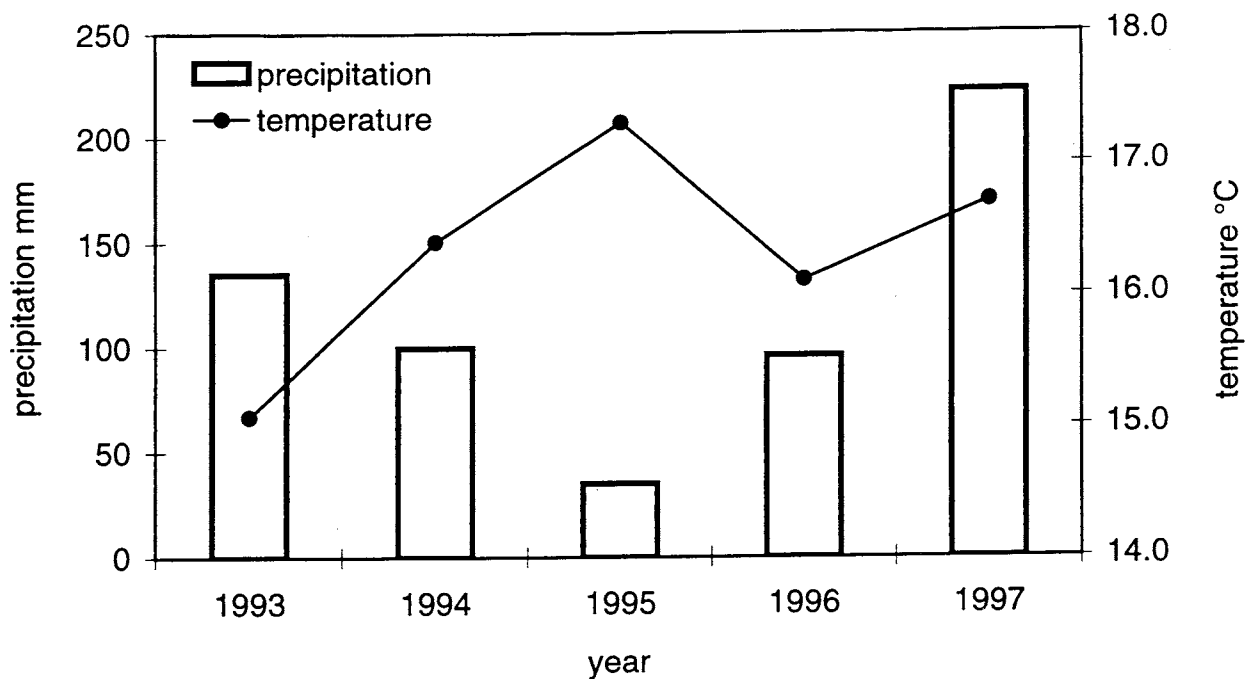 250
200
150
100
50
0
precipitation mm
precipitation
temperature
18.0
17.0
16.0
15.0
14.0
temperature °C
1993 1994 1995 1996 1997
year